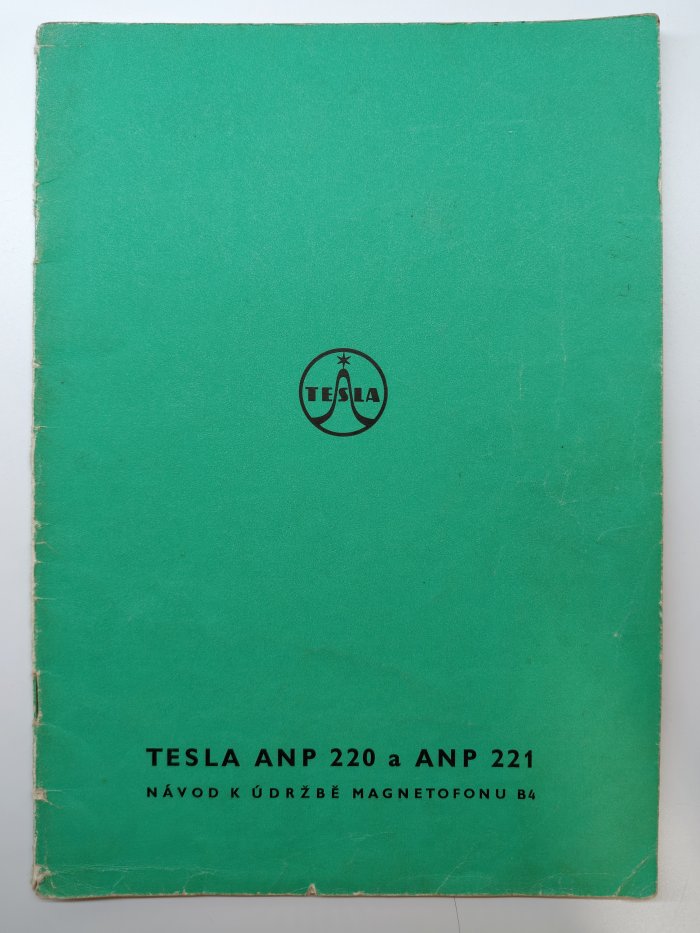 TESLA
TESLA ANP 220 a ANP 221
NÁVOD K ÚDRŽBĚ MAGNETOFONU B4